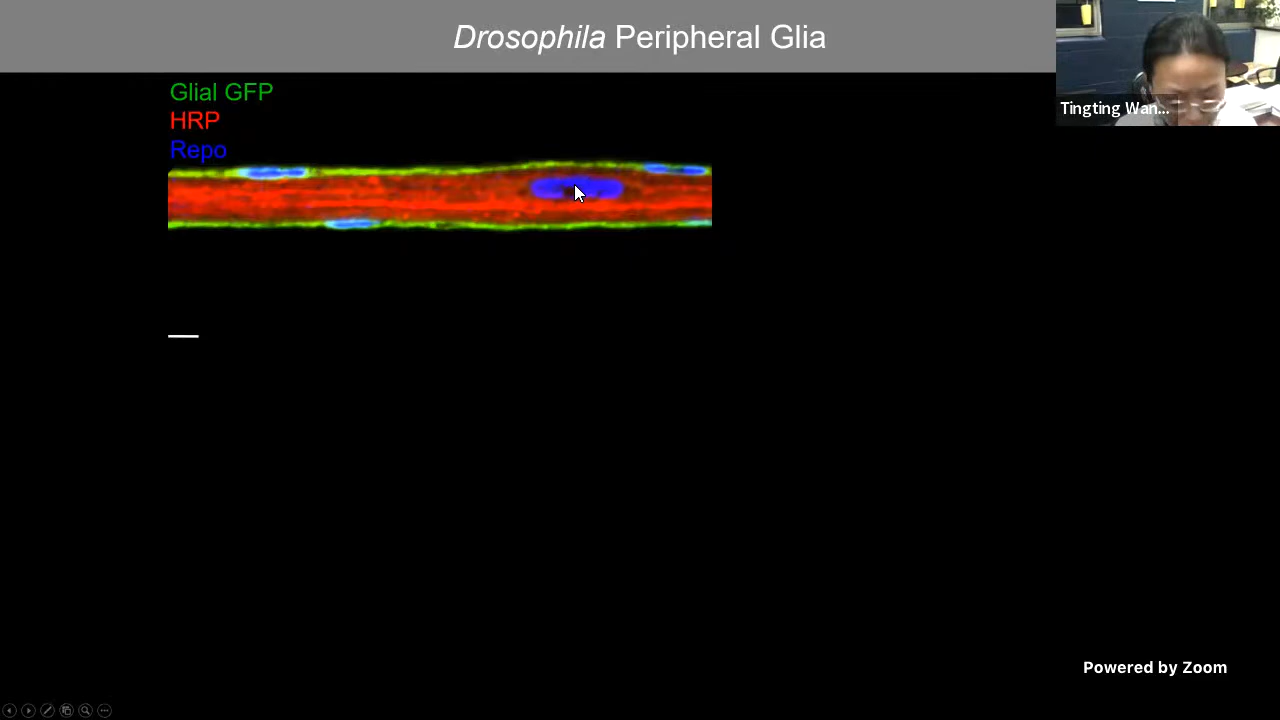 Drosophila Peripheral Glia
Tingting Wan...
Glial GFP
HRP
Repo
Powered by Zoom